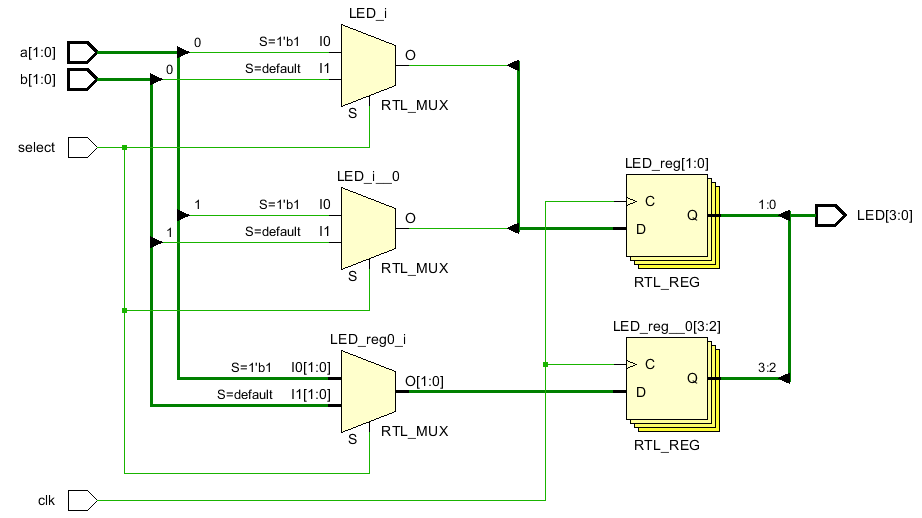 LED_i
a[1:0] 0 S=1'b1 I0 O
b[1:0] 0 S=default I1
S RTL_MUX
select
LED_i__0
LED_reg[1:0]
1 S=1'b1 I0 O
C Q 1:0 LED[3:0]
1 S=default I1
D
S RTL_MUX
RTL_REG
LED_reg__0[3:2]
LED_reg0_i
S=1'b1 I0[1:0] O[1:0]
C Q 3:2
S=default I1[1:0]
D
S RTL_MUX
RTL_REG
clk